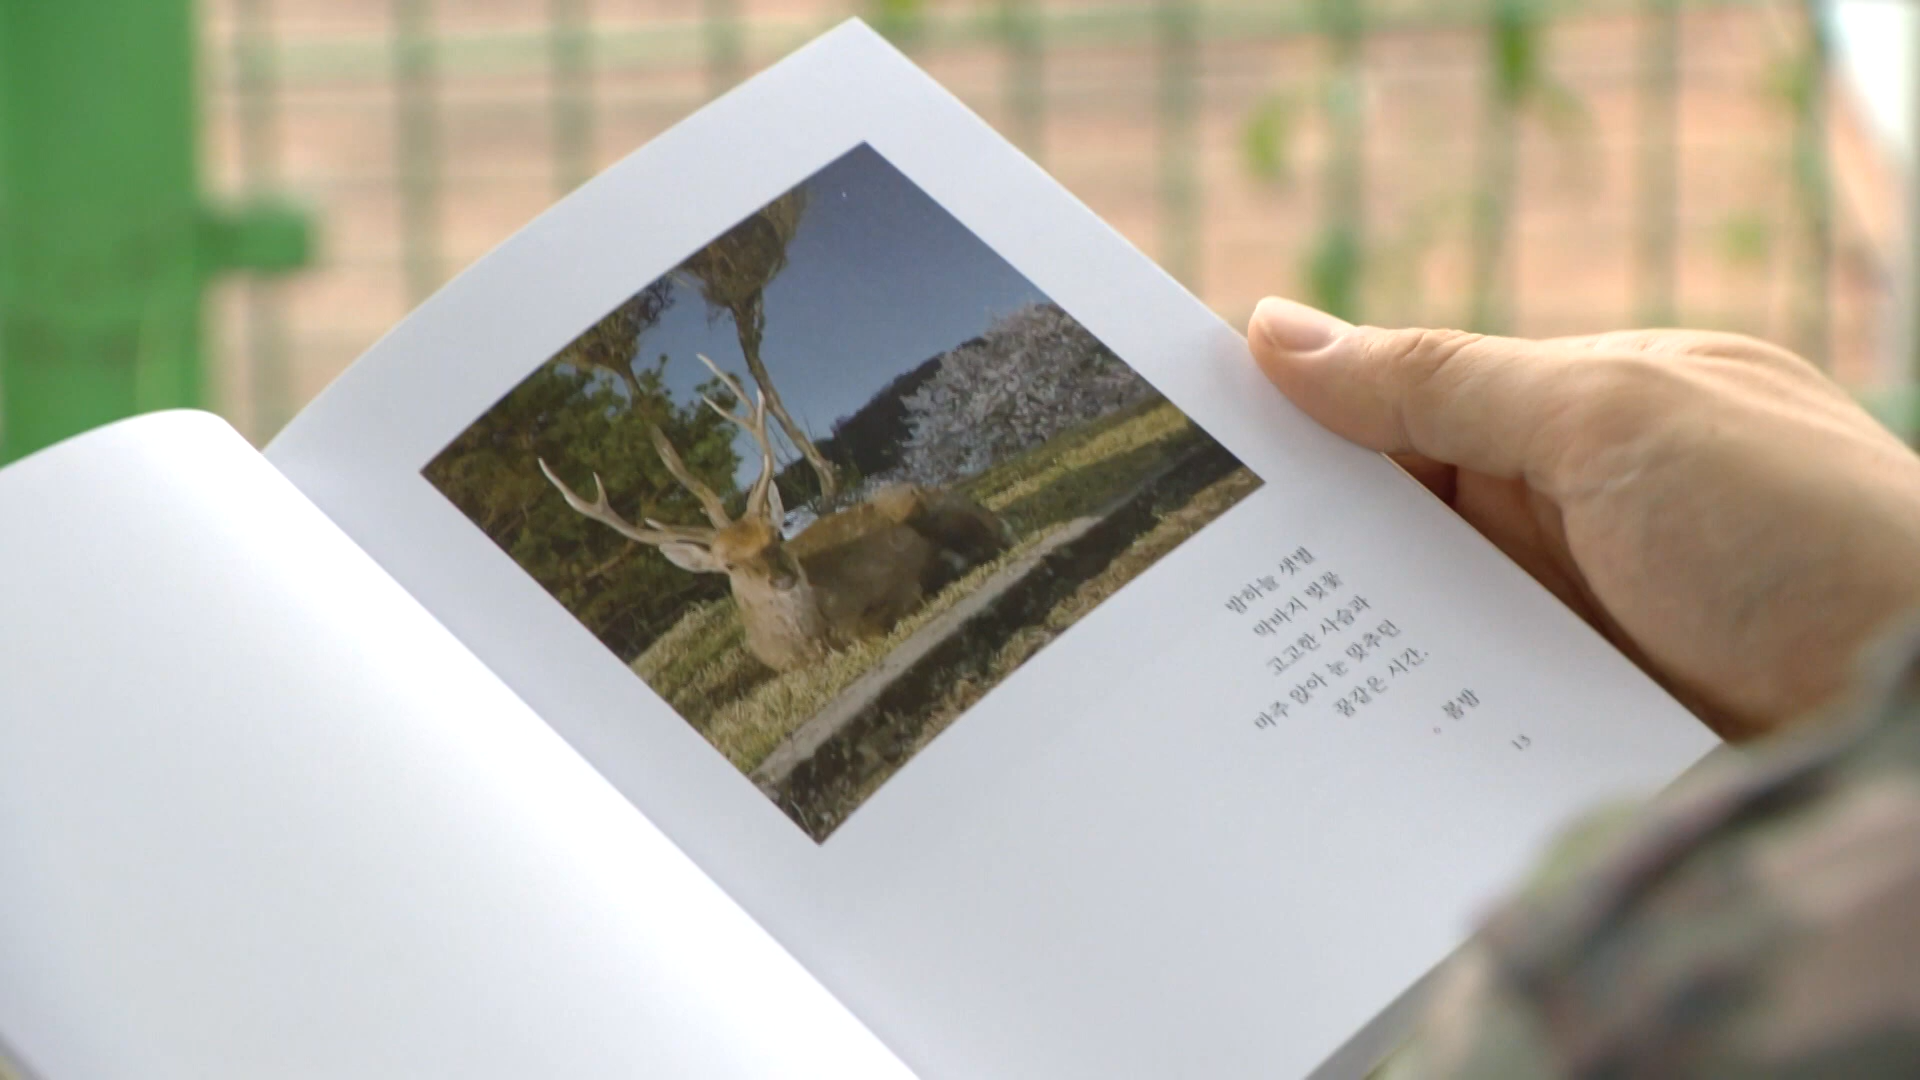 밤하늘 샛별
막바지 벚꽃
고고한 사슴과
마주 앉아 눈 맞추던
꿈같은 시간.
。봄밤
13